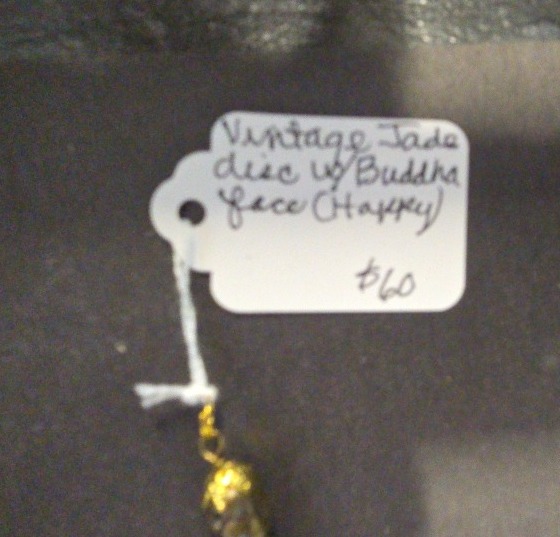 Vintage Jade
disc w/Buddha
face (Happy)
$60